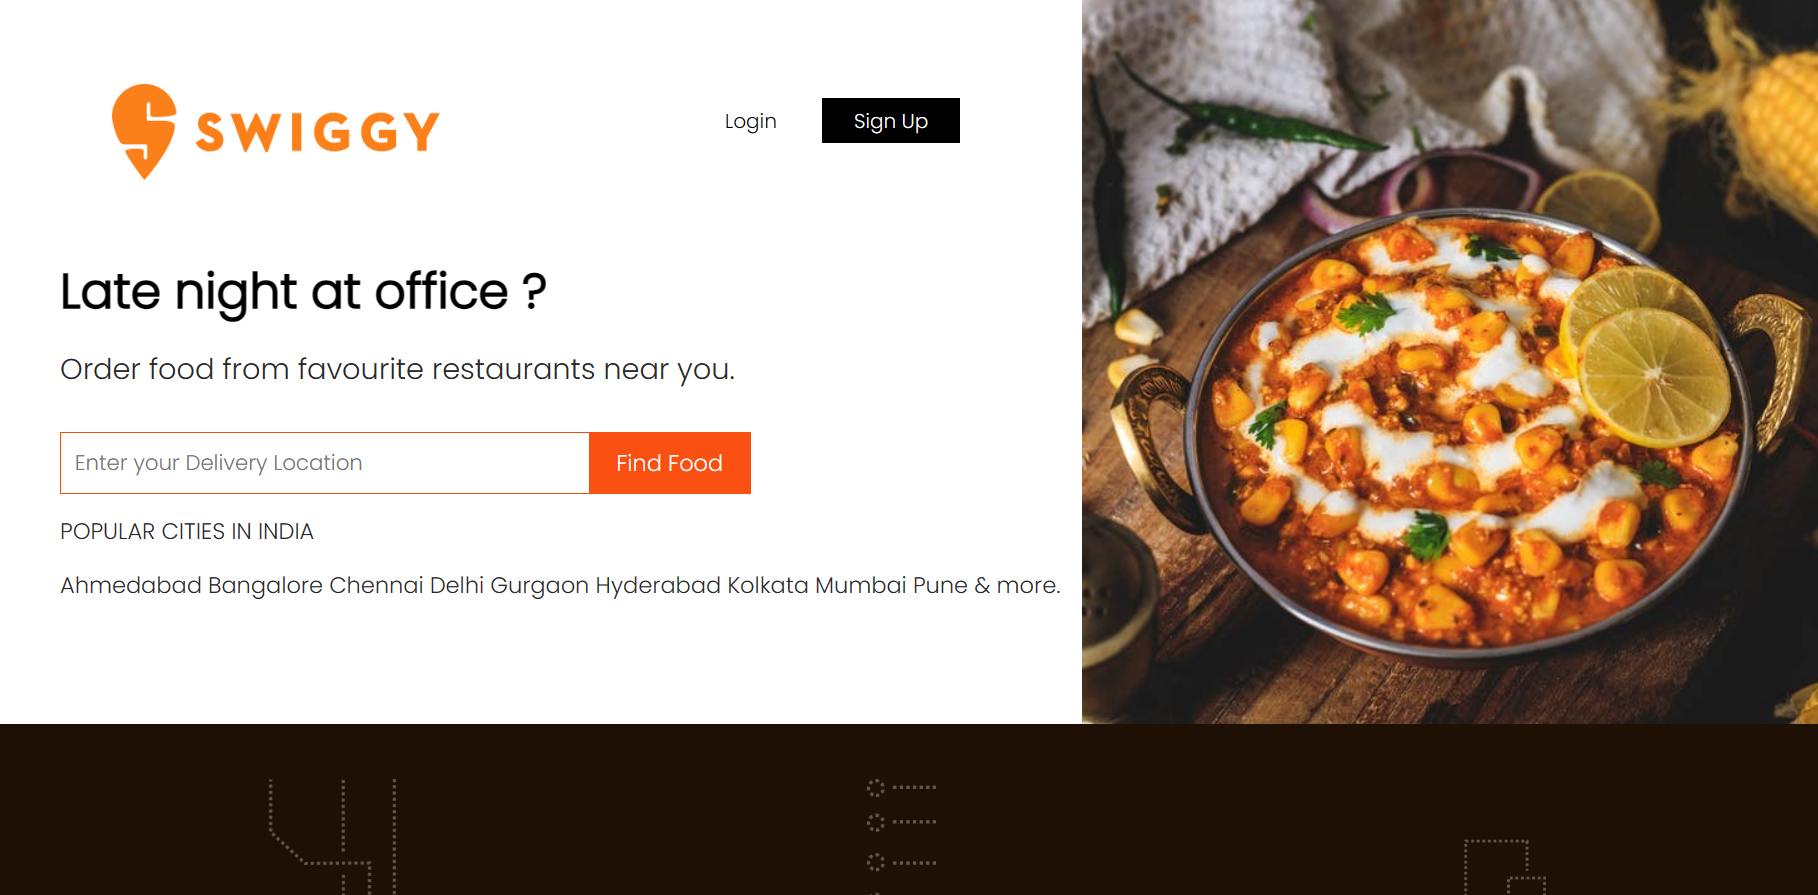 SWIGGY
Login
Sign Up
Late night at office ?
Order food from favourite restaurants near you.
Enter your Delivery Location
Find Food
POPULAR CITIES IN INDIA
Ahmedabad Bangalore Chennai Delhi Gurgaon Hyderabad Kolkata Mumbai Pune & more.